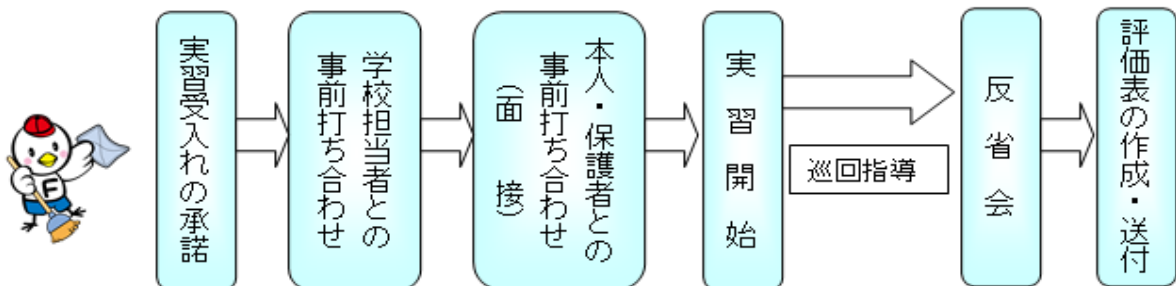 F
実習受入れの承諾
学校担当者との
事前打ち合わせ
本人・保護者との
事前打ち合わせ
（面接）
実習開始
巡回指導
反省会
評価表の作成・送付